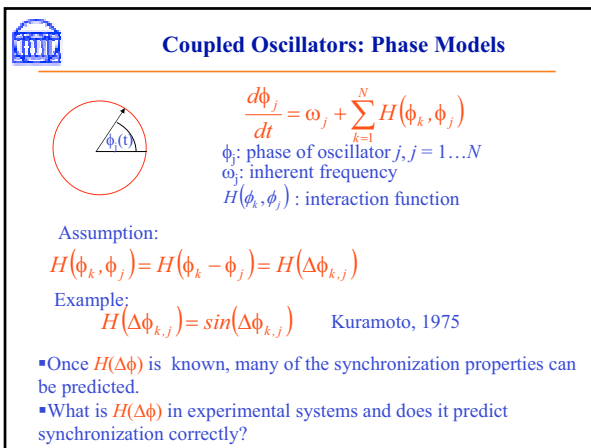 Coupled Oscillators: Phase Models
ϕⱼ(t)
dϕⱼ/dt = ωⱼ + ∑_{k=1}^{N} H(ϕₖ, ϕⱼ)
ϕⱼ: phase of oscillator j, j = 1…N
ωⱼ: inherent frequency
H(ϕₖ, ϕⱼ) : interaction function
Assumption:
H(ϕₖ, ϕⱼ) = H(ϕₖ − ϕⱼ) = H(Δϕₖ,ⱼ)
Example:
H(Δϕₖ,ⱼ) = sin(Δϕₖ,ⱼ) Kuramoto, 1975
▪Once H(Δϕ) is known, many of the synchronization properties can
be predicted.
▪What is H(Δϕ) in experimental systems and does it predict
synchronization correctly?